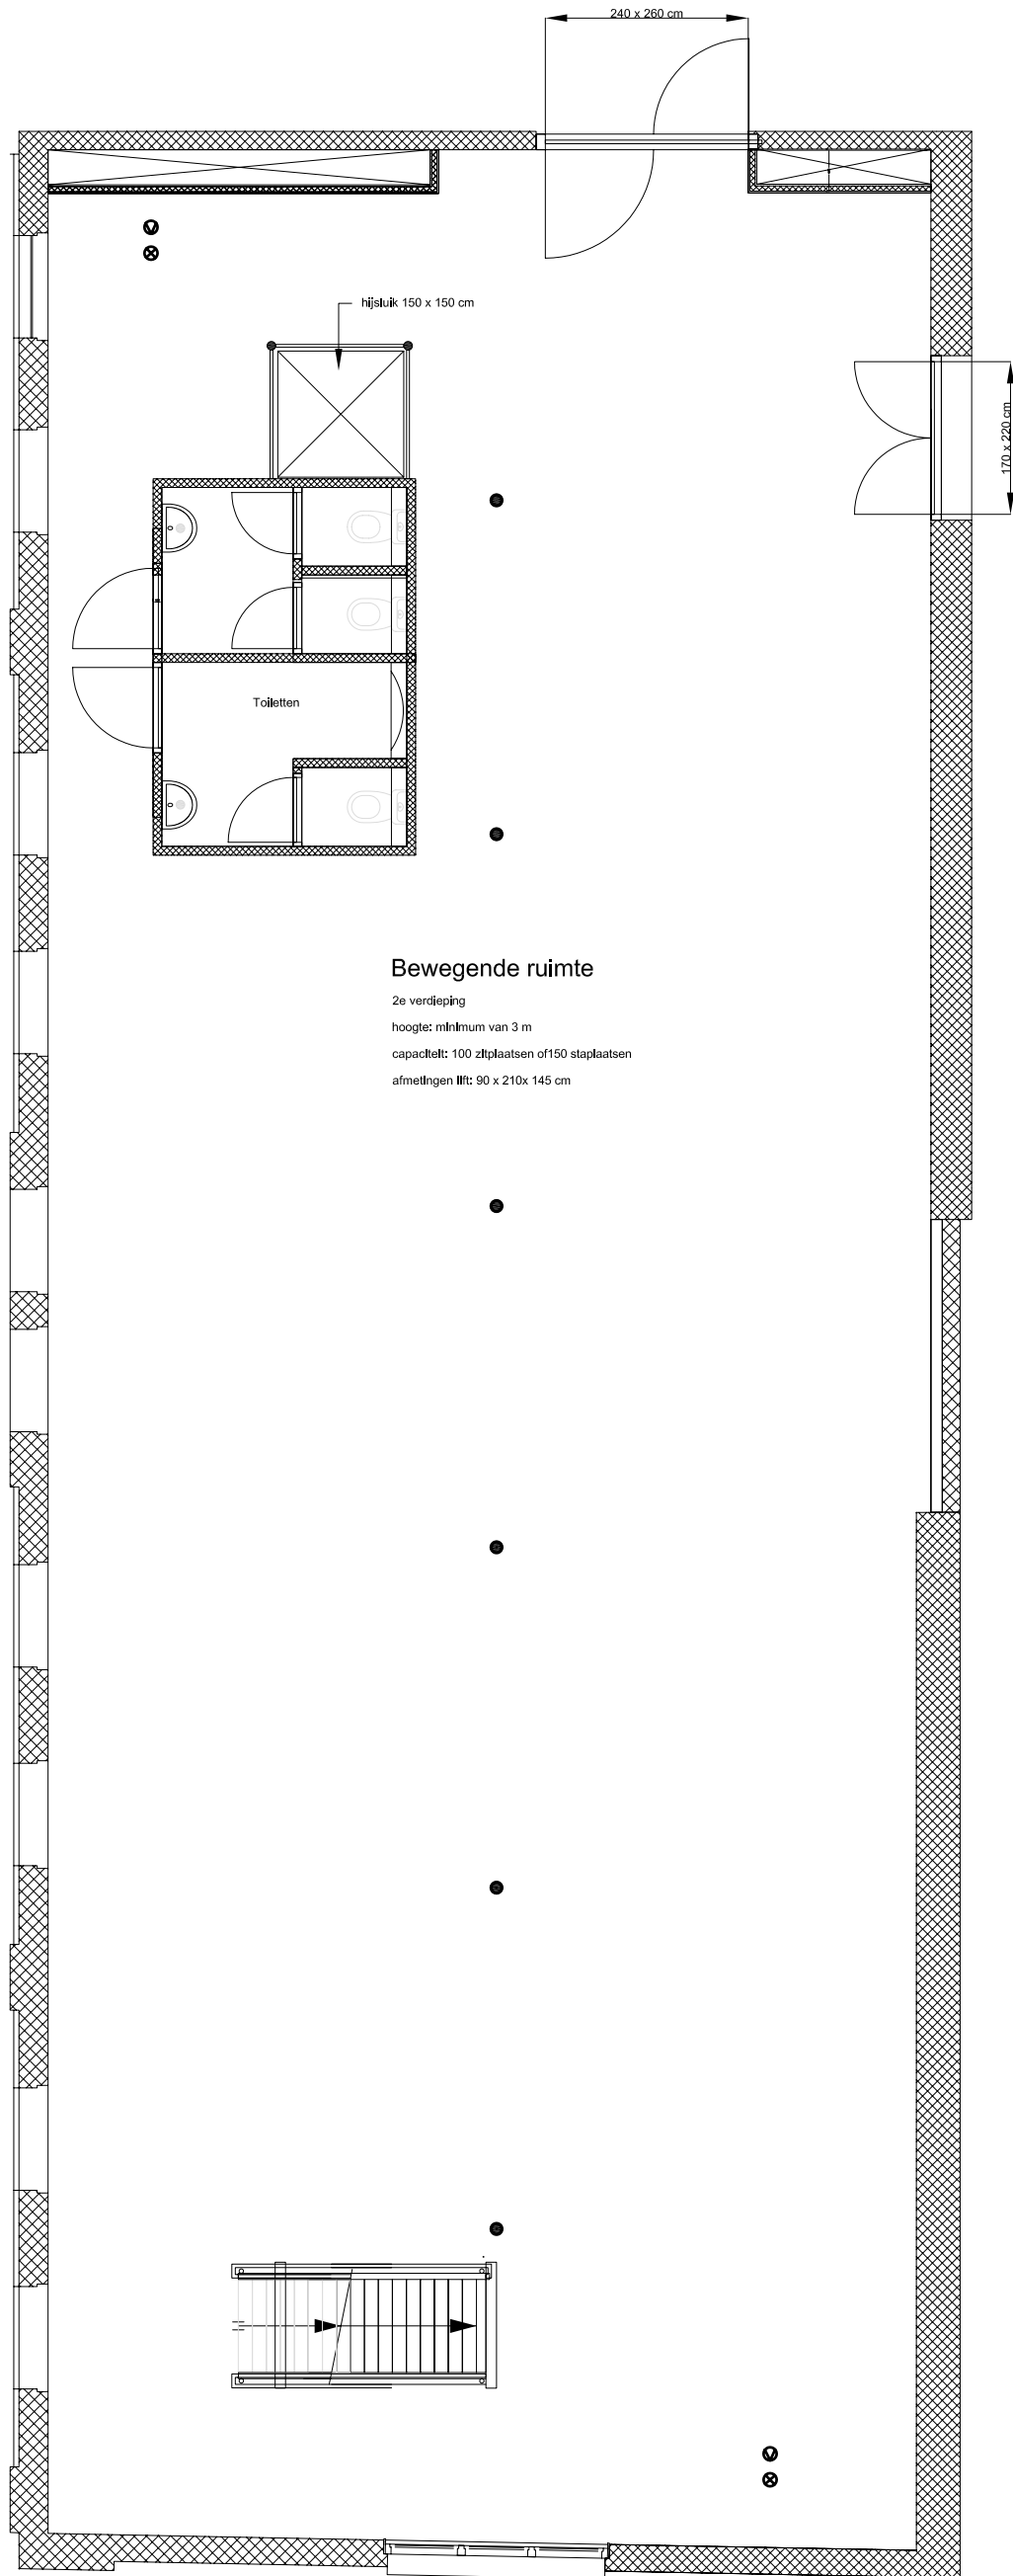 240 x 260 cm
hijsluik 150 x 150 cm
170 x 220 cm
Toiletten
Bewegende ruimte
2e verdieping
hoogte: minimum van 3 m
capaciteit: 100 zitplaatsen of150 staplaatsen
afmetingen lift: 90 x 210x 145 cm